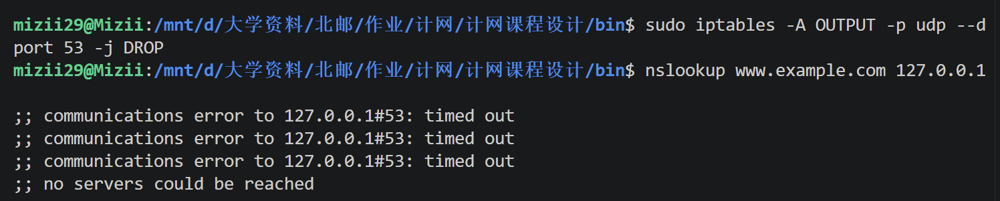 mizii29@Mizii:/mnt/d/大学资料/北邮/作业/计网/计网课程设计/bin$ sudo iptables -A OUTPUT -p udp --d
port 53 -j DROP
mizii29@Mizii:/mnt/d/大学资料/北邮/作业/计网/计网课程设计/bin$ nslookup www.example.com 127.0.0.1
;; communications error to 127.0.0.1#53: timed out
;; communications error to 127.0.0.1#53: timed out
;; communications error to 127.0.0.1#53: timed out
;; no servers could be reached